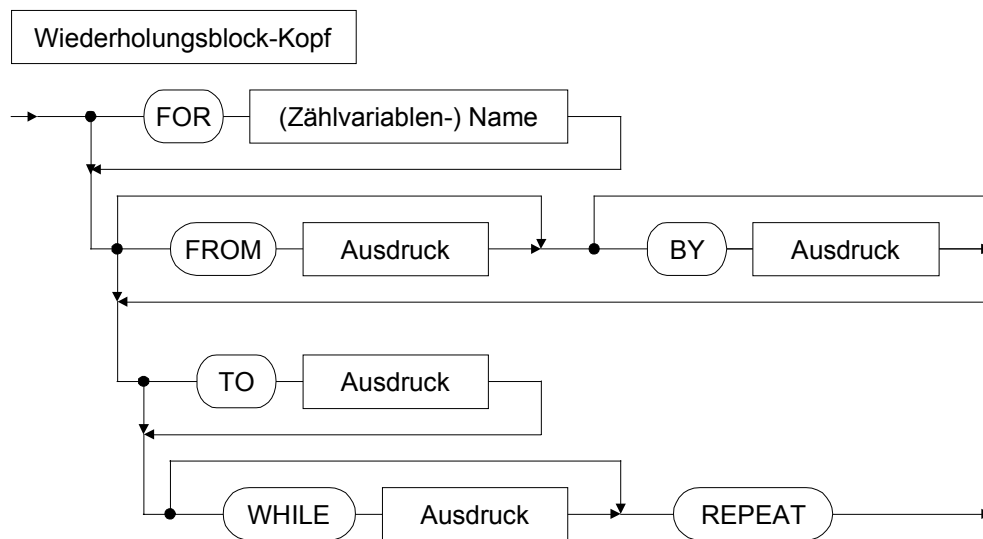 Wiederholungsblock-Kopf
FOR (Zählvariablen-) Name
FROM Ausdruck BY Ausdruck
TO Ausdruck
WHILE Ausdruck REPEAT